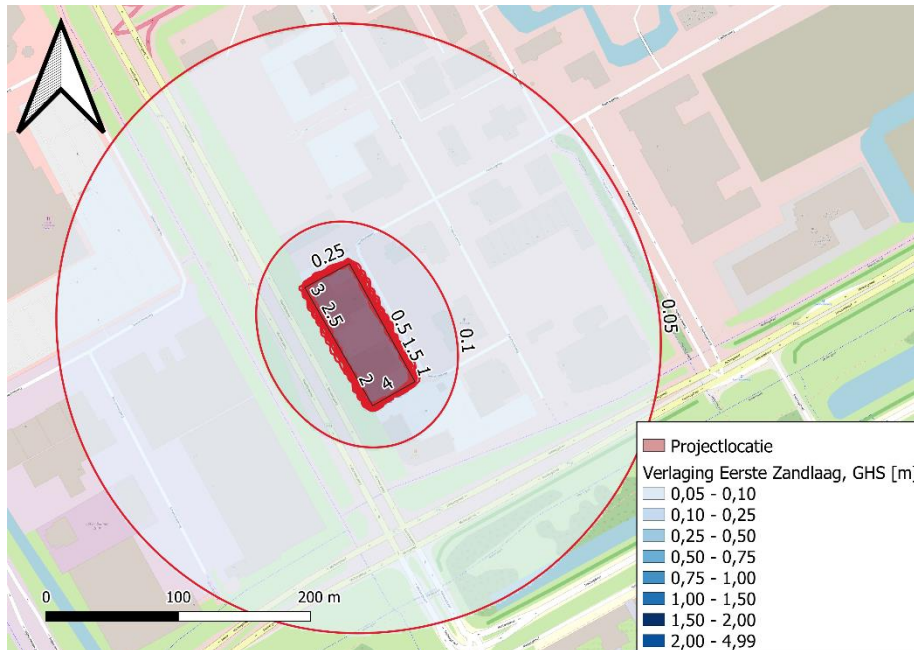 0.25
3
2.5
0.5
1.5
1
0.1
0.05
2
4
Projectlocatie
Verlaging Eerste Zandlaag, GHS [m]
0,05 - 0,10
0,10 - 0,25
0,25 - 0,50
0,50 - 0,75
0,75 - 1,00
1,00 - 1,50
1,50 - 2,00
2,00 - 4,99
0 100 200 m